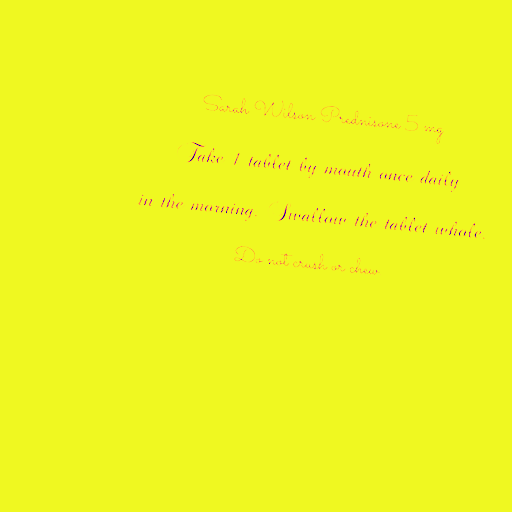 Sarah Wilson Prednisone 5 mg
Take 1 tablet by mouth once daily
in the morning. Swallow the tablet whole.
Do not crush or chew